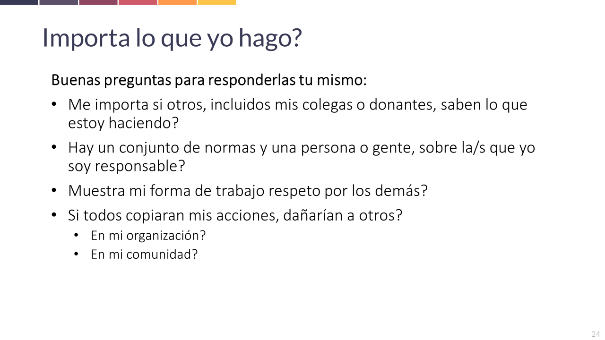 Importa lo que yo hago?
Buenas preguntas para responderlas tu mismo:
• Me importa si otros, incluidos mis colegas o donantes, saben lo que
estoy haciendo?
• Hay un conjunto de normas y una persona o gente, sobre la/s que yo
soy responsable?
• Muestra mi forma de trabajo respeto por los demás?
• Si todos copiaran mis acciones, dañarían a otros?
• En mi organización?
• En mi comunidad?
24